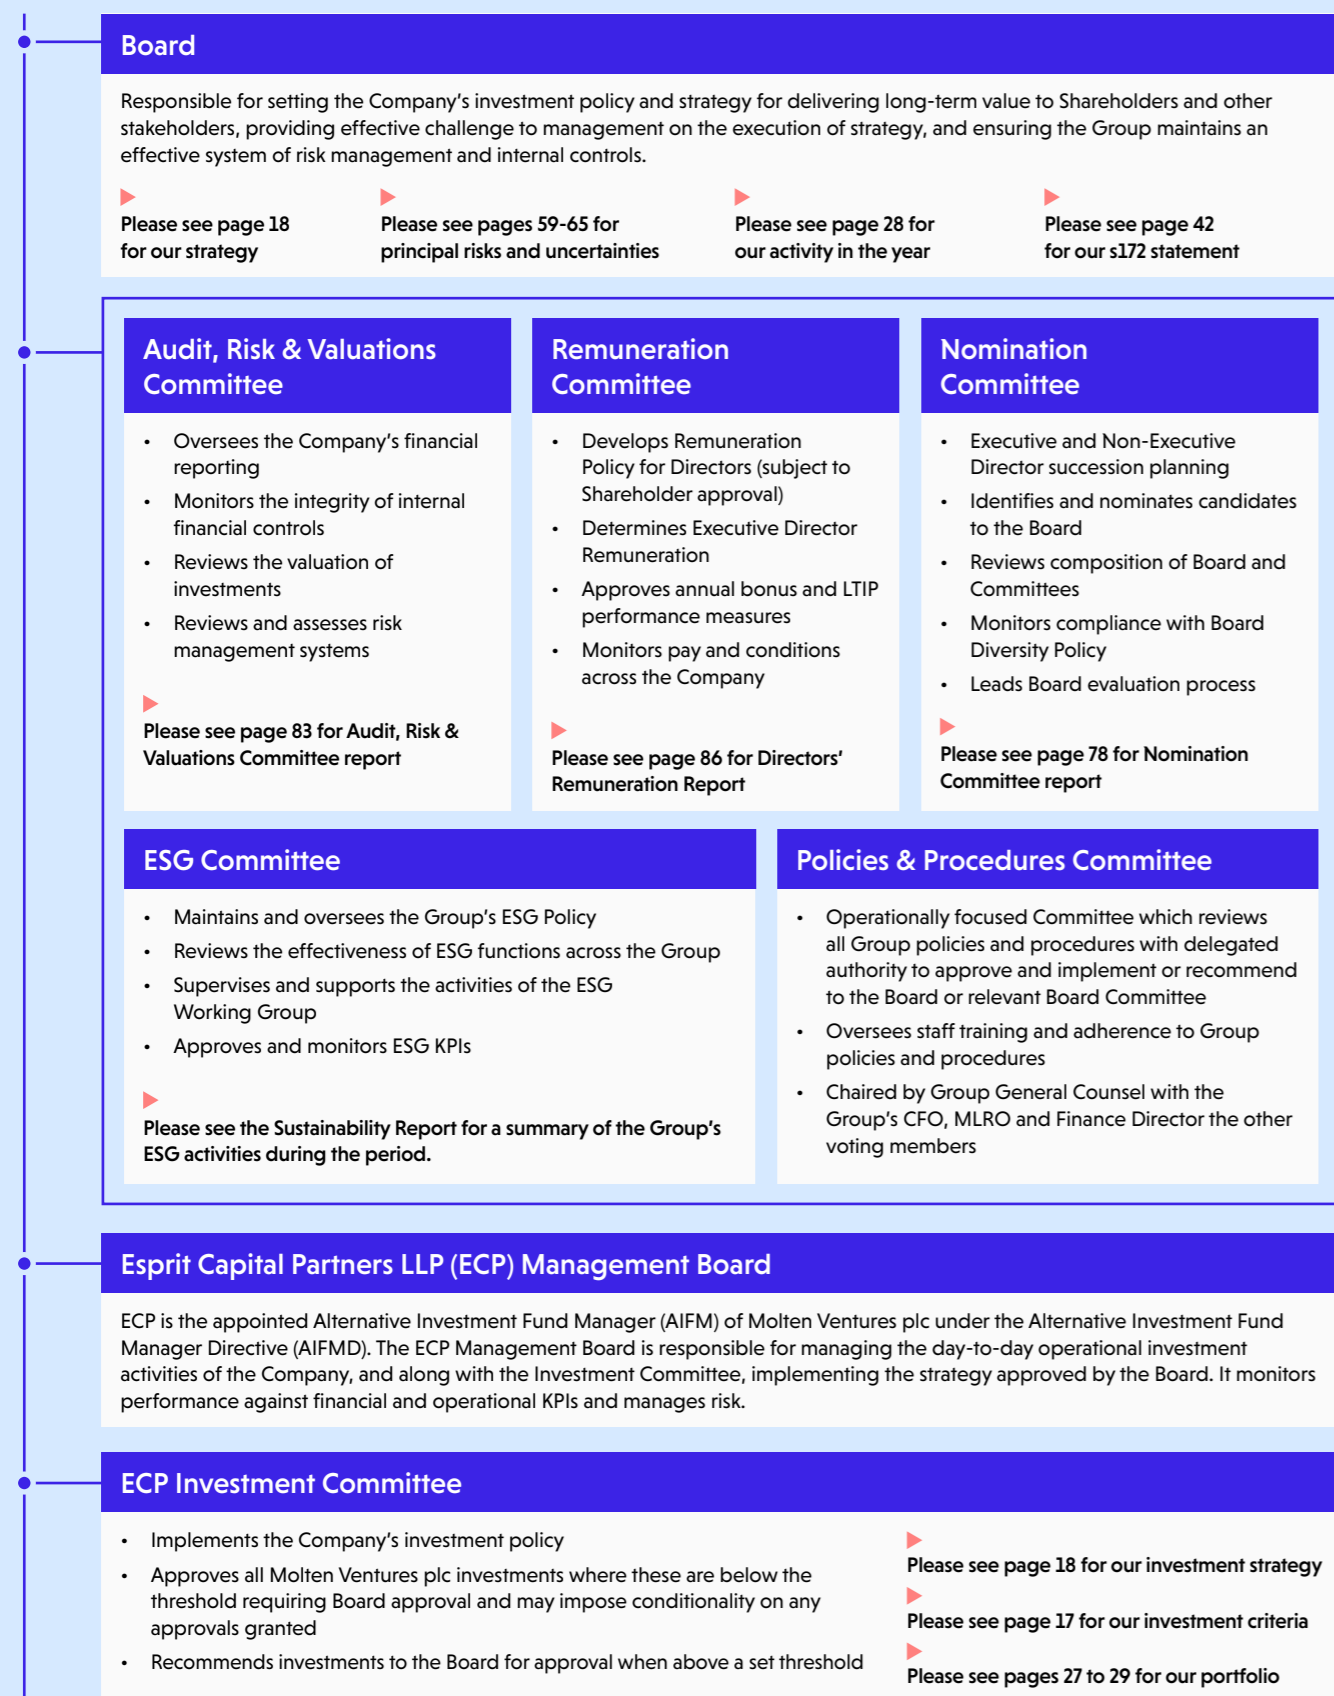 Board
Responsible for setting the Company's investment policy and strategy for delivering long-term value to Shareholders and other
stakeholders, providing effective challenge to management on the execution of strategy, and ensuring the Group maintains an
effective system of risk management and internal controls.
Please see page 18
for our strategy
Please see pages 59-65 for
principal risks and uncertainties
Please see page 28 for
our activity in the year
Please see page 42
for our s172 statement
Audit, Risk & Valuations
Committee
• Oversees the Company's financial
reporting
• Monitors the integrity of internal
financial controls
• Reviews the valuation of
investments
• Reviews and assesses risk
management systems
Please see page 83 for Audit, Risk &
Valuations Committee report
Remuneration
Committee
• Develops Remuneration
Policy for Directors (subject to
Shareholder approval)
• Determines Executive Director
Remuneration
• Approves annual bonus and LTIP
performance measures
• Monitors pay and conditions
across the Company
Please see page 86 for Directors'
Remuneration Report
Nomination
Committee
• Executive and Non-Executive
Director succession planning
• Identifies and nominates candidates
to the Board
• Reviews composition of Board and
Committees
• Monitors compliance with Board
Diversity Policy
• Leads Board evaluation process
Please see page 78 for Nomination
Committee report
ESG Committee
• Maintains and oversees the Group's ESG Policy
• Reviews the effectiveness of ESG functions across the Group
• Supervises and supports the activities of the ESG
Working Group
• Approves and monitors ESG KPIs
Please see the Sustainability Report for a summary of the Group's
ESG activities during the period.
Policies & Procedures Committee
• Operationally focused Committee which reviews
all Group policies and procedures with delegated
authority to approve and implement or recommend
to the Board or relevant Board Committee
• Oversees staff training and adherence to Group
policies and procedures
• Chaired by Group General Counsel with the
Group's CFO, MLRO and Finance Director the other
voting members
Esprit Capital Partners LLP (ECP) Management Board
ECP is the appointed Alternative Investment Fund Manager (AIFM) of Molten Ventures plc under the Alternative Investment Fund
Manager Directive (AIFMD). The ECP Management Board is responsible for managing the day-to-day operational investment
activities of the Company, and along with the Investment Committee, implementing the strategy approved by the Board. It monitors
performance against financial and operational KPIs and manages risk.
ECP Investment Committee
• Implements the Company's investment policy
• Approves all Molten Ventures plc investments where these are below the
threshold requiring Board approval and may impose conditionality on any
approvals granted
• Recommends investments to the Board for approval when above a set threshold
Please see page 18 for our investment strategy
Please see page 17 for our investment criteria
Please see pages 27 to 29 for our portfolio